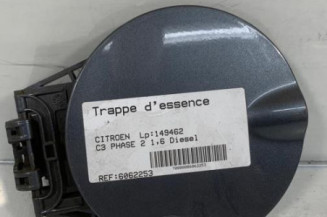 Trappe d'essence
CITROEN Lp:149462
C3 PHASE 2 1,6 Diesel
REF:6062253